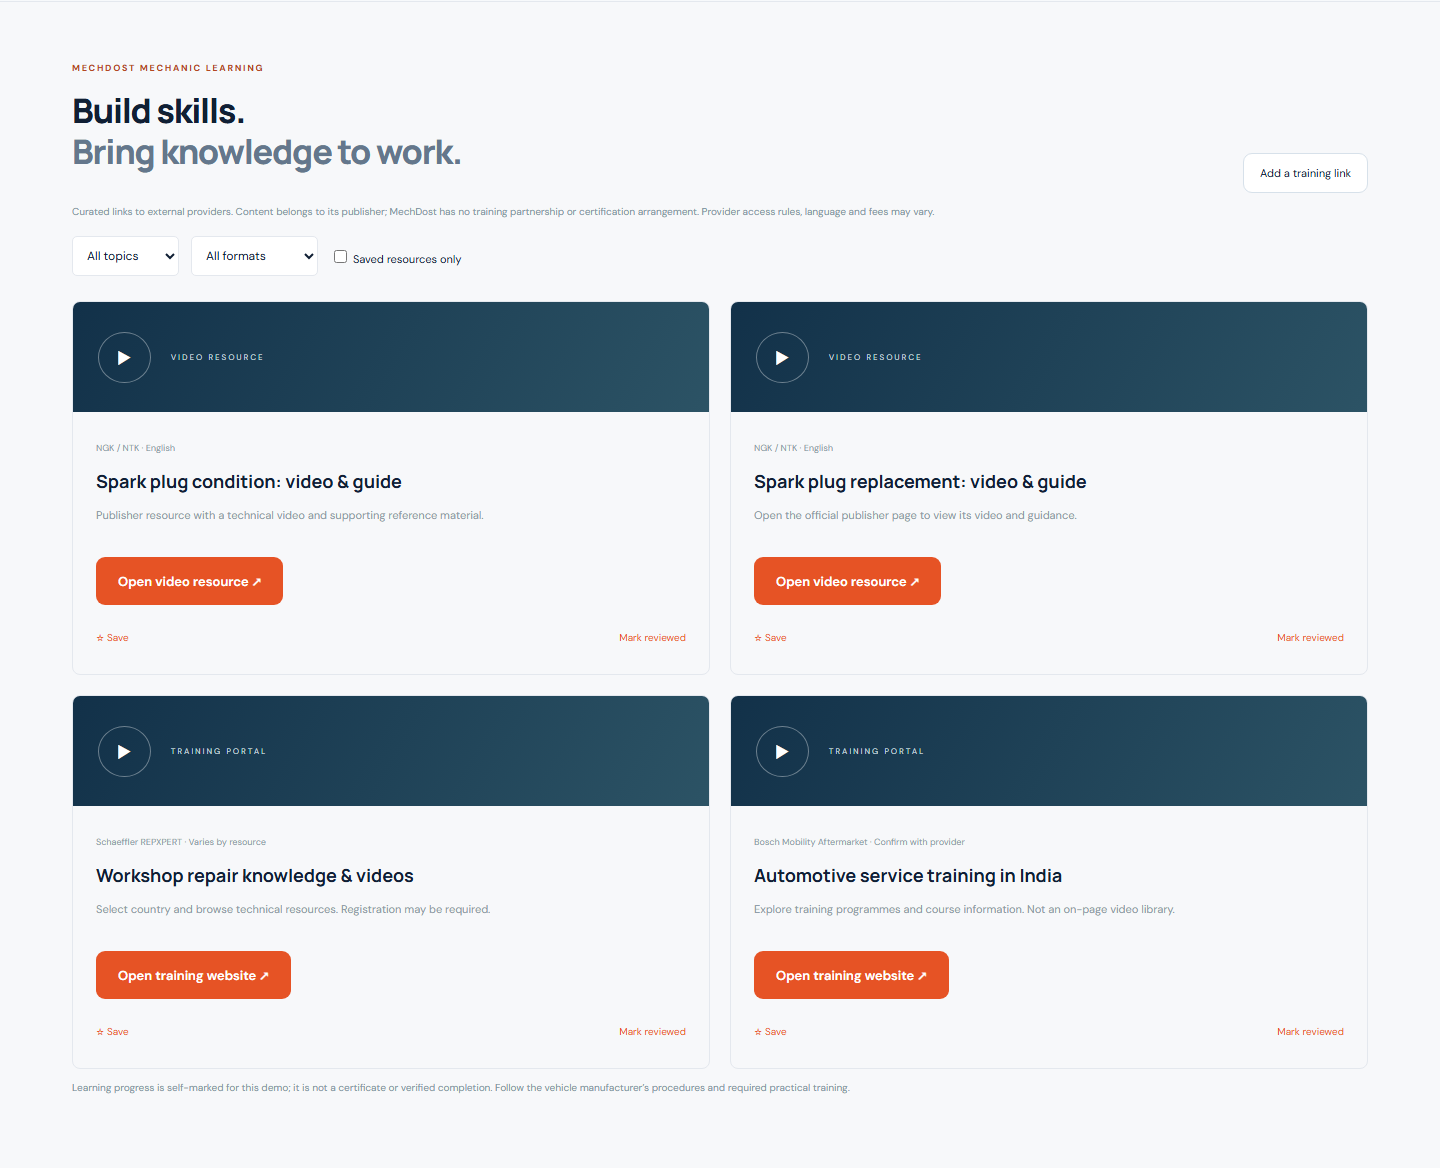 MECHDOST MECHANIC LEARNING
Build skills.
Bring knowledge to work.
Add a training link
Curated links to external providers. Content belongs to its publisher; MechDost has no training partnership or certification arrangement. Provider access rules, language and fees may vary.
All topics
All formats
Saved resources only
VIDEO RESOURCE
NGK / NTK · English
Spark plug condition: video & guide
Publisher resource with a technical video and supporting reference material.
Open video resource ↗
☆ Save
Mark reviewed
VIDEO RESOURCE
NGK / NTK · English
Spark plug replacement: video & guide
Open the official publisher page to view its video and guidance.
Open video resource ↗
☆ Save
Mark reviewed
TRAINING PORTAL
Schaeffler REPXPERT · Varies by resource
Workshop repair knowledge & videos
Select country and browse technical resources. Registration may be required.
Open training website ↗
☆ Save
Mark reviewed
TRAINING PORTAL
Bosch Mobility Aftermarket · Confirm with provider
Automotive service training in India
Explore training programmes and course information. Not an on-page video library.
Open training website ↗
☆ Save
Mark reviewed
Learning progress is self-marked for this demo; it is not a certificate or verified completion. Follow the vehicle manufacturer's procedures and required practical training.